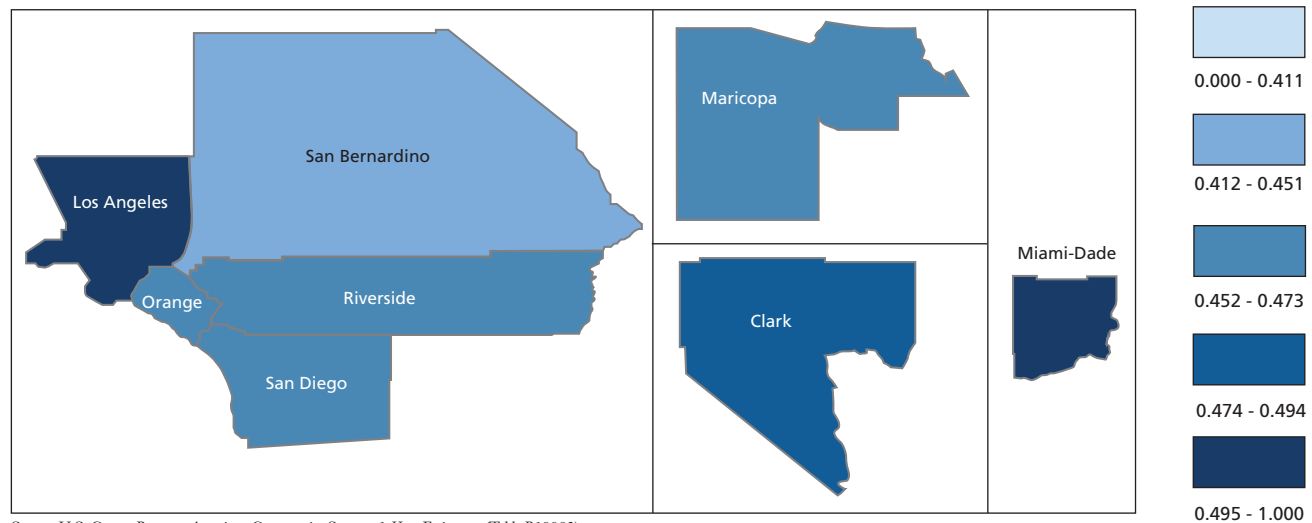 0.000 - 0.411
Maricopa
San Bernardino
0.412 - 0.451
Los Angeles
Miami-Dade
Orange
Riverside
0.452 - 0.473
Clark
San Diego
0.474 - 0.494
0.495 - 1.000